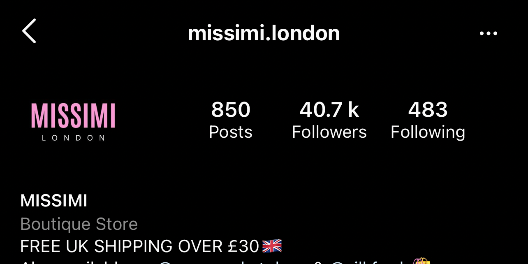 missimi.london
MISSIMI
LONDON
850 40.7 k 483
Posts Followers Following
MISSIMI
Boutique Store
FREE UK SHIPPING OVER £30🇬🇧